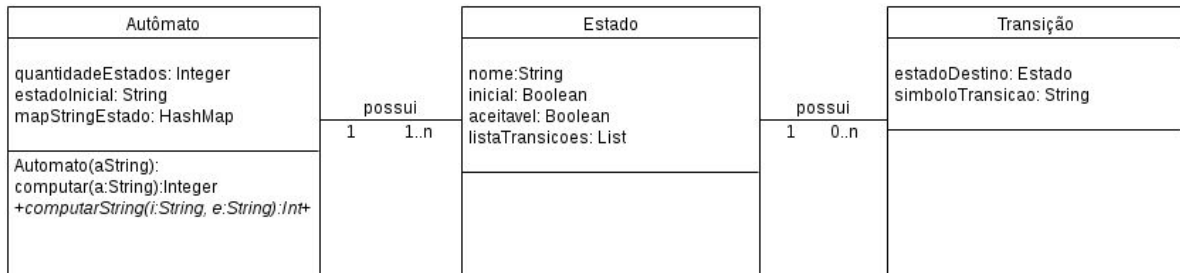 Autômato
quantidadeEstados: Integer
estadoInicial: String
mapStringEstado: HashMap
Automato(aString):
computar(a:String):Integer
+computarString(i:String, e:String):Int+
possui
1 1..n
Estado
nome:String
inicial: Boolean
aceitavel: Boolean
listaTransicoes: List
possui
1 0..n
Transição
estadoDestino: Estado
simboloTransicao: String